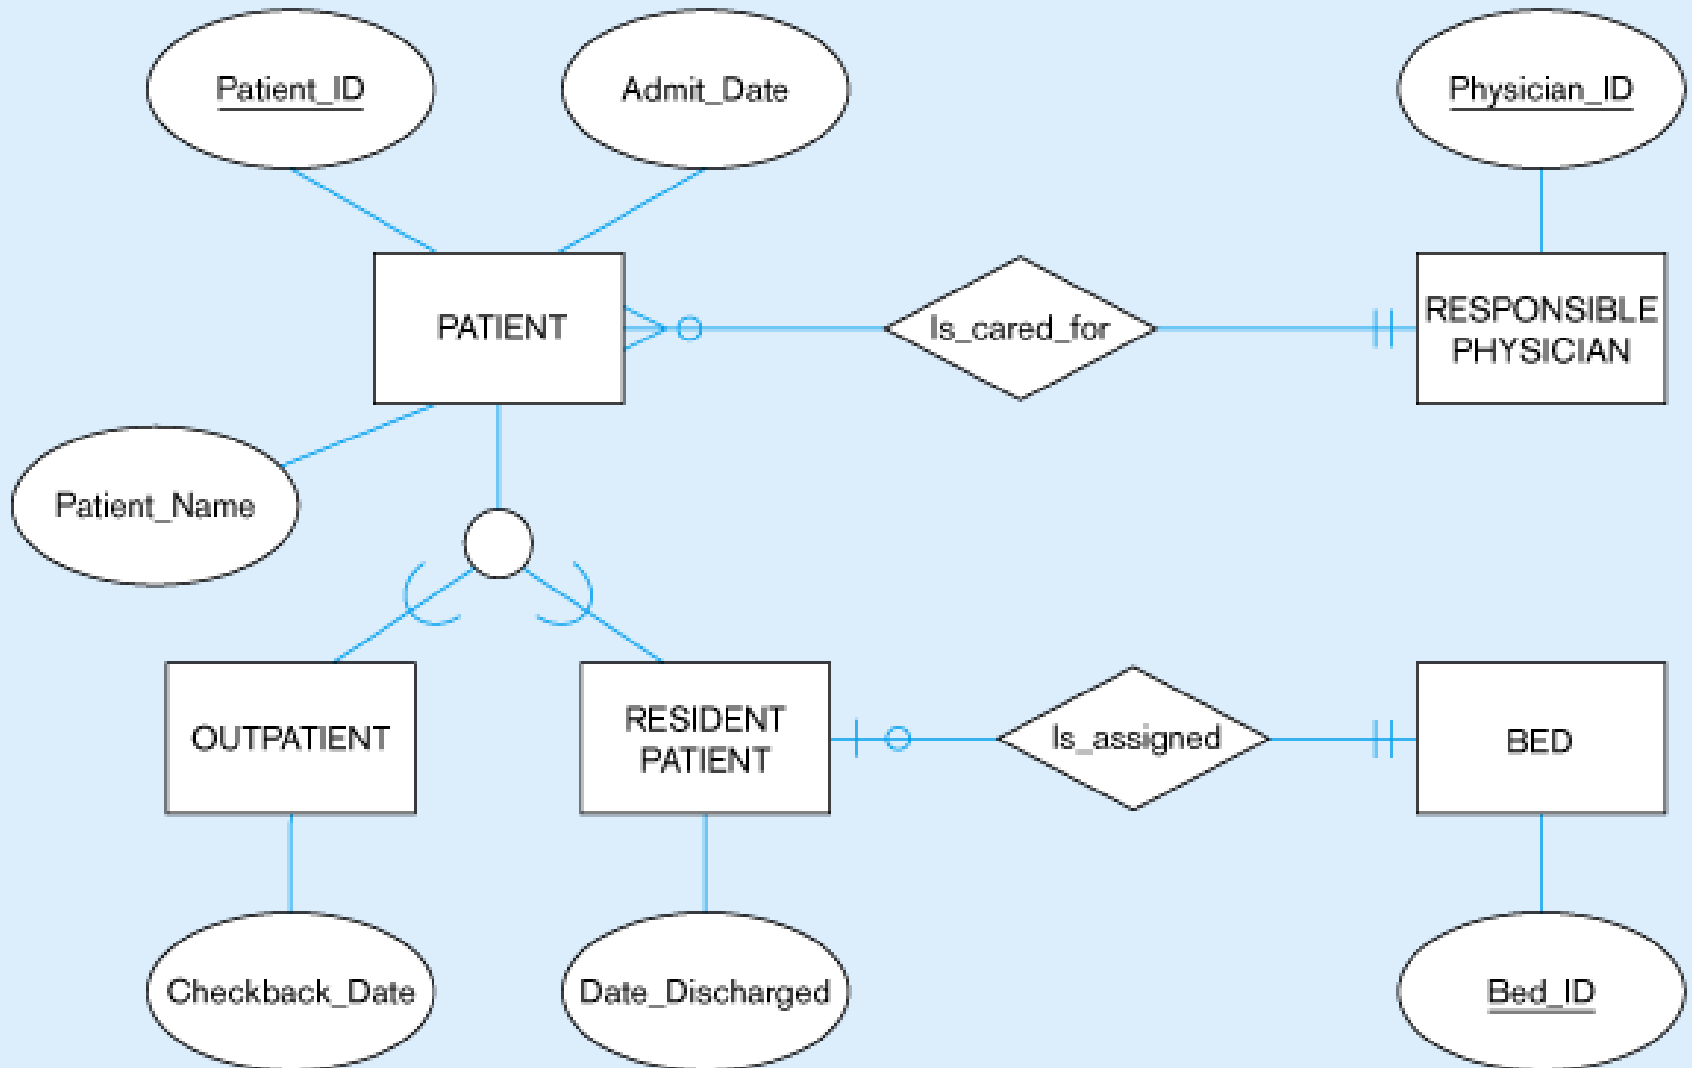 Patient_ID
Admit_Date
Physician_ID
PATIENT
Is_cared_for
RESPONSIBLE
PHYSICIAN
Patient_Name
OUTPATIENT
RESIDENT
PATIENT
Is_assigned
BED
Checkback_Date
Date_Discharged
Bed_ID